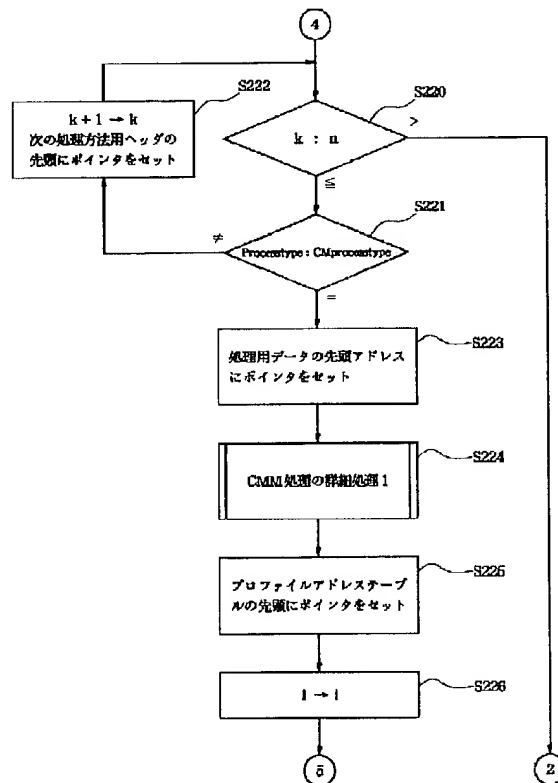 4
S222
k+1→k
次の処理方法用ヘッダの
先頭にポインタをセット
S220
k : n
>
≦
S221
Processtype : CMprocesstype
≠
=
S223
処理用データの先頭アドレス
にポインタをセット
S224
CMM処理の詳細処理1
S225
プロファイルアドレステーブ
ルの先頭にポインタをセット
S226
1→i
5
2